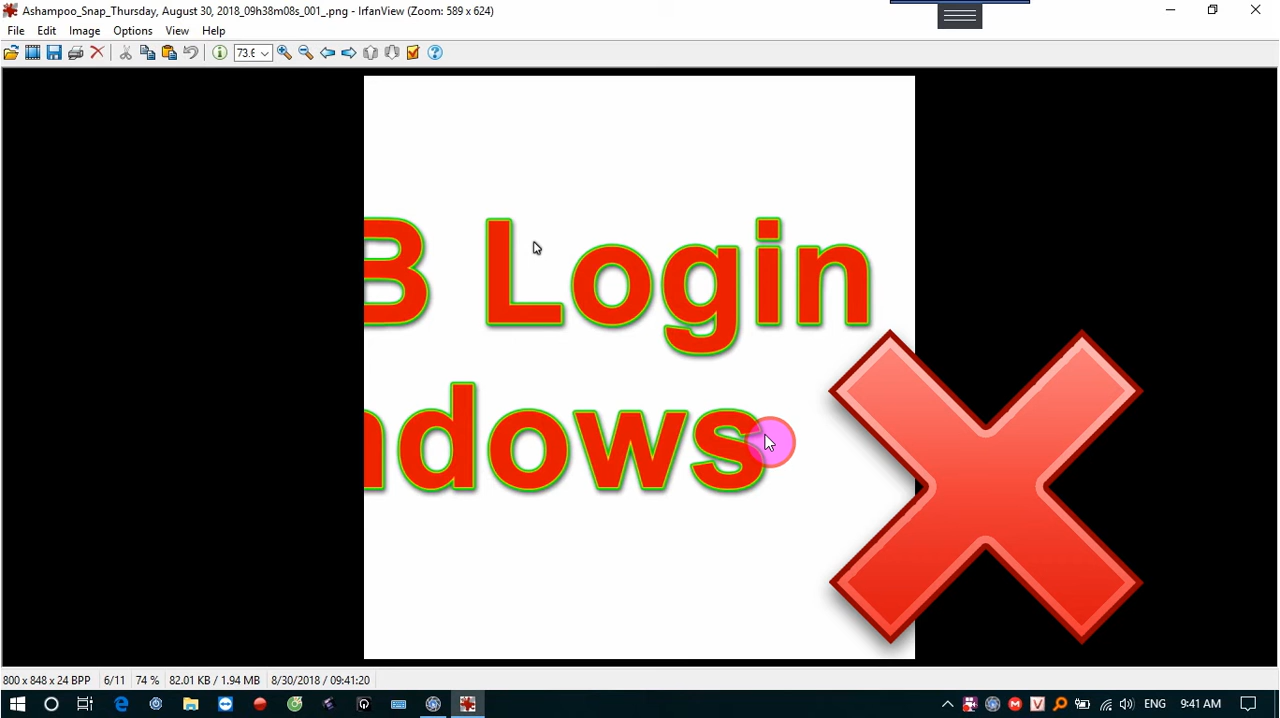 Ashampoo_Snap_Thursday, August 30, 2018_09h38m08s_001_.png - IrfanView (Zoom: 589 x 624)
File Edit Image Options View Help
73.6
B Login
ndows
800 x 848 x 24 BPP 6/11 74 % 82.01 KB / 1.94 MB 8/30/2018 / 09:41:20
ENG 9:41 AM